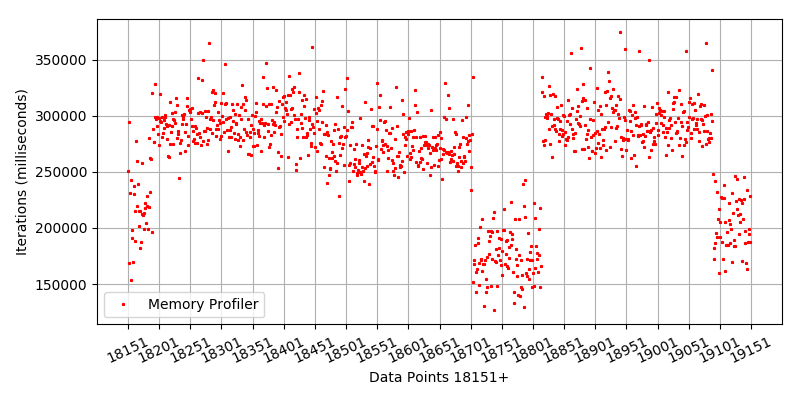 350000
300000
250000
200000
150000
Iterations (milliseconds)
Memory Profiler
18151 18201 18251 18301 18351 18401 18451 18501 18551 18601 18651 18701 18751 18801 18851 18901 18951 19001 19051 19101 19151
Data Points 18151+